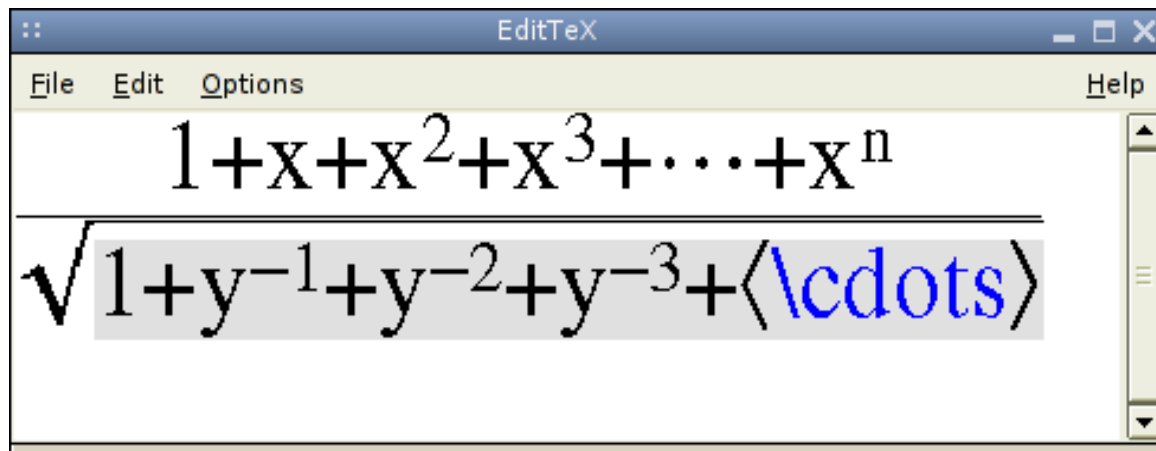 EditTeX
File Edit Options Help
1+x+x²+x³+⋯+xⁿ
√1+y⁻¹+y⁻²+y⁻³+⟨\cdots⟩